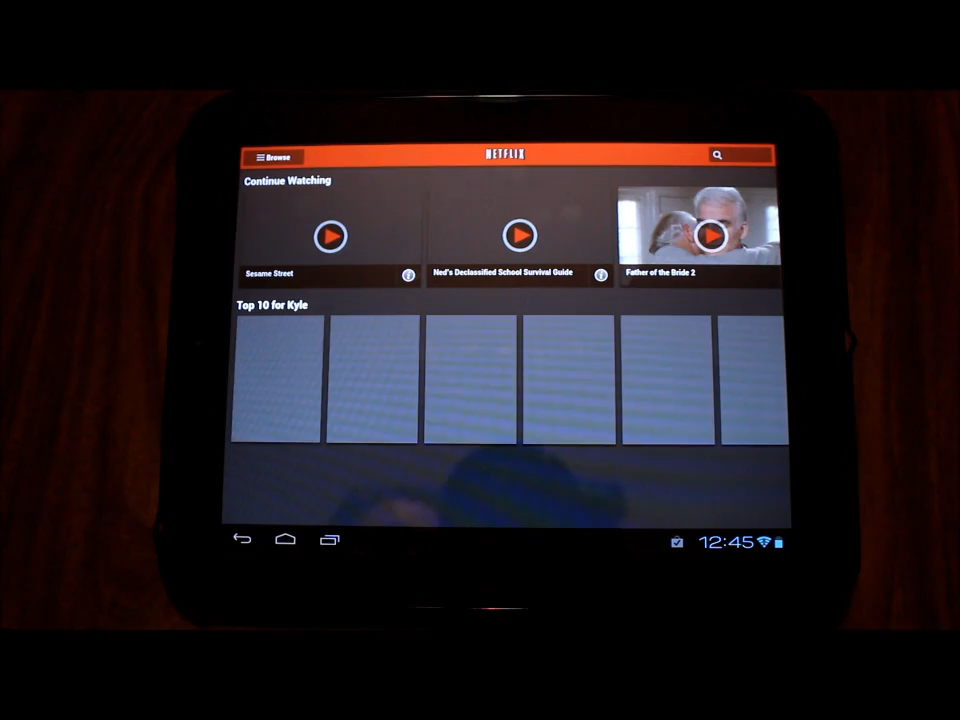 Browse
NETFLIX
Continue Watching
Sesame Street
Ned's Declassified School Survival Guide
Father of the Bride 2
Top 10 for Kyle
12:45